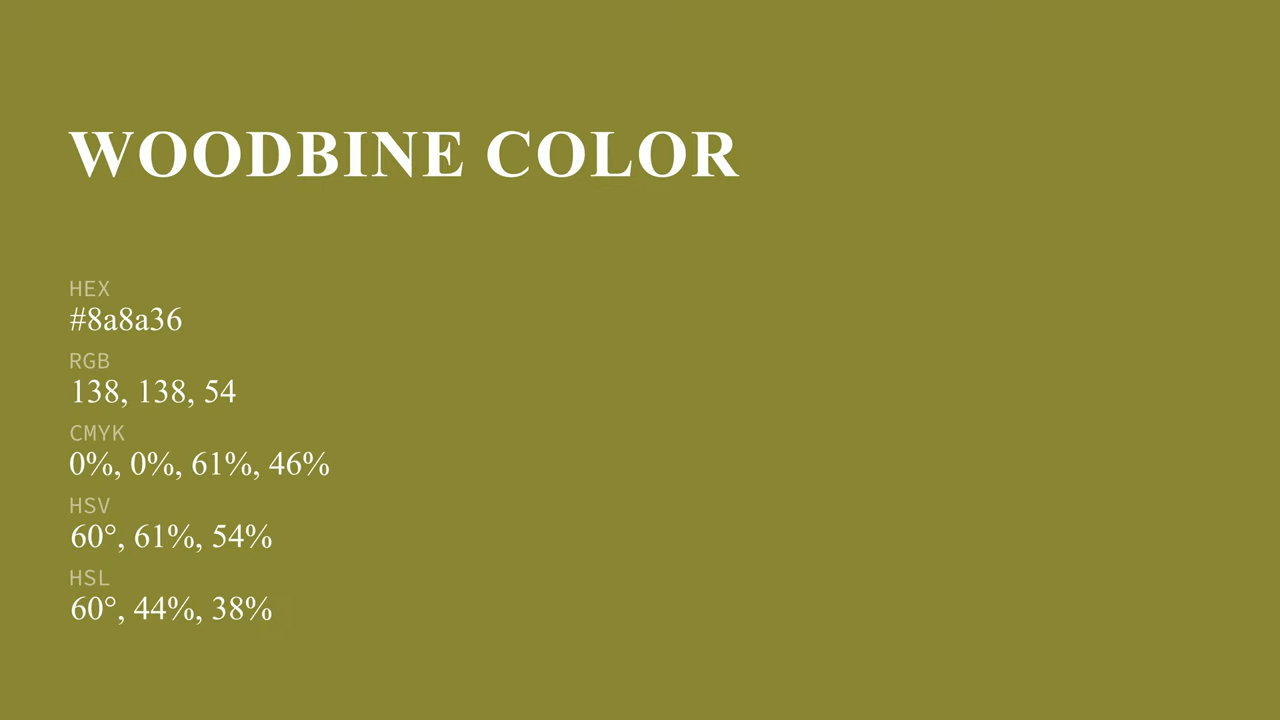 WOODBINE COLOR
HEX
#8a8a36
RGB
138, 138, 54
CMYK
0%, 0%, 61%, 46%
HSV
60°, 61%, 54%
HSL
60°, 44%, 38%